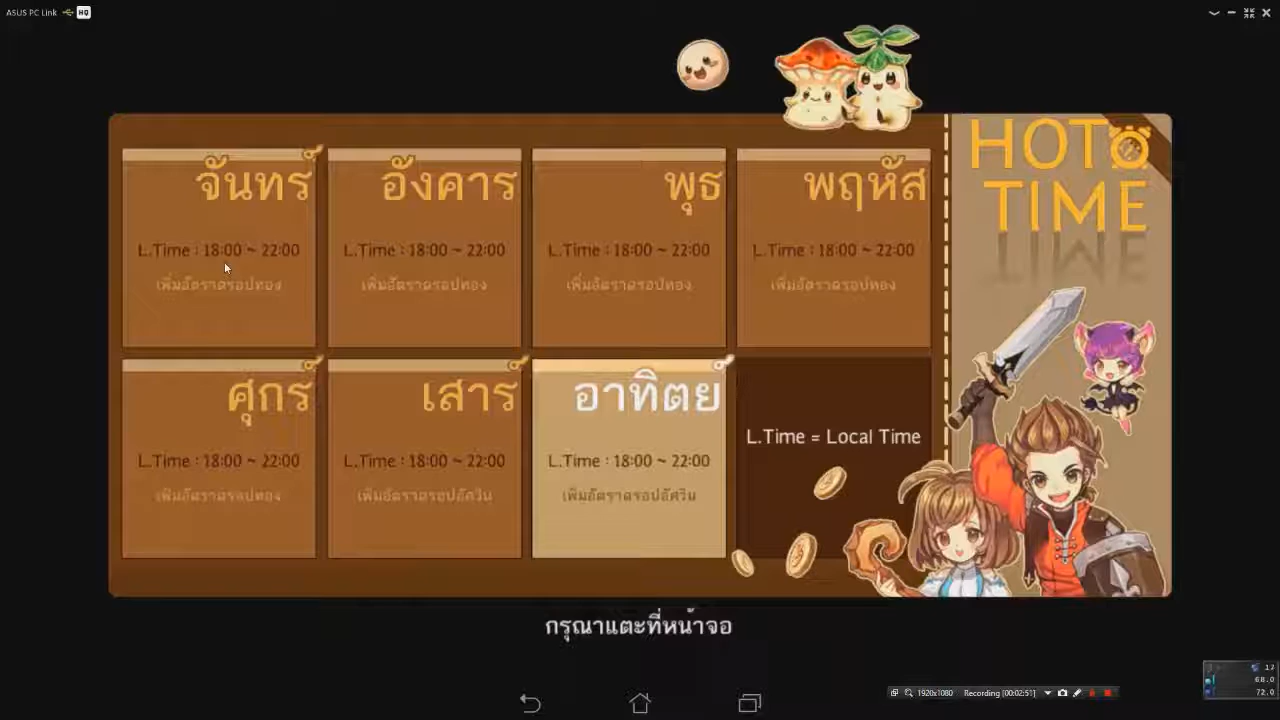 ASUS PC Link HQ
HOT
TIME
จันทร์
L.Time : 18:00 ~ 22:00
เพิ่มอัตราดรอปทอง
อังคาร
L.Time : 18:00 ~ 22:00
เพิ่มอัตราดรอปทอง
พุธ
L.Time : 18:00 ~ 22:00
เพิ่มอัตราดรอปทอง
พฤหัส
L.Time : 18:00 ~ 22:00
เพิ่มอัตราดรอปทอง
ศุกร์
L.Time : 18:00 ~ 22:00
เพิ่มอัตราดรอปทอง
เสาร์
L.Time : 18:00 ~ 22:00
เพิ่มอัตราดรอปอัศวิน
อาทิตย์
L.Time : 18:00 ~ 22:00
เพิ่มอัตราดรอปอัศวิน
L.Time = Local Time
กรุณาแตะที่หน้าจอ
1920x1080 Recording [00:02:51]
17
68.0
72.0